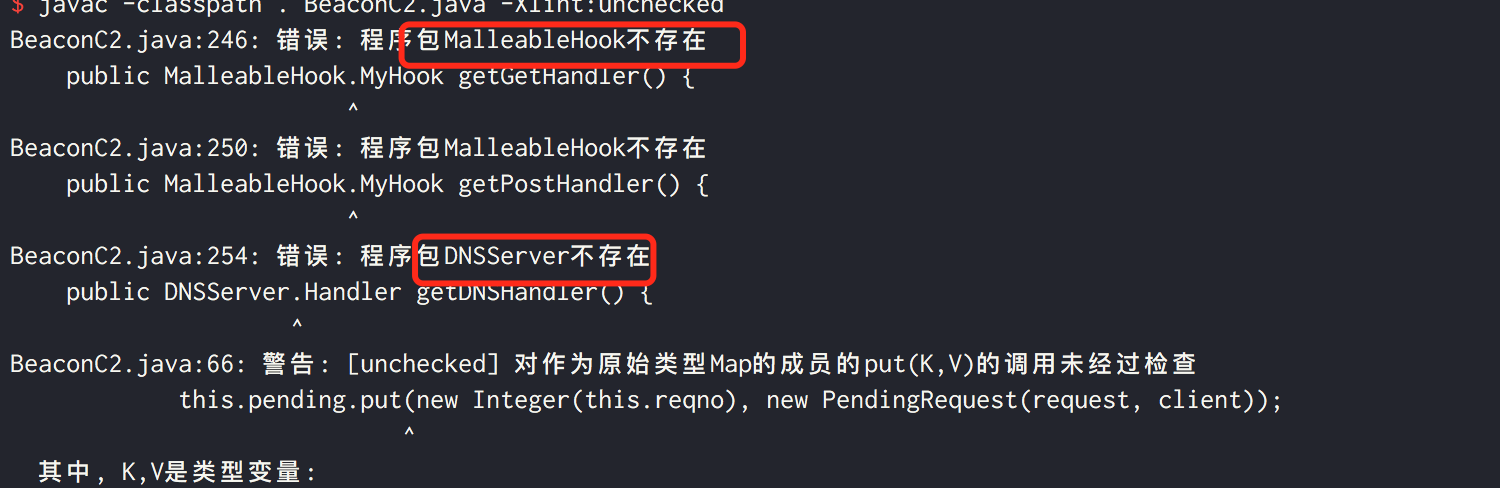 $ javac -classpath . BeaconC2.java -Xlint:unchecked
BeaconC2.java:246: 错误: 程序包MalleableHook不存在
public MalleableHook.MyHook getGetHandler() {
^
BeaconC2.java:250: 错误: 程序包MalleableHook不存在
public MalleableHook.MyHook getPostHandler() {
^
BeaconC2.java:254: 错误: 程序包DNSServer不存在
public DNSServer.Handler getDNSHandler() {
^
BeaconC2.java:66: 警告: [unchecked] 对作为原始类型Map的成员的put(K,V)的调用未经过检查
this.pending.put(new Integer(this.reqno), new PendingRequest(request, client));
^
其中, K,V是类型变量: